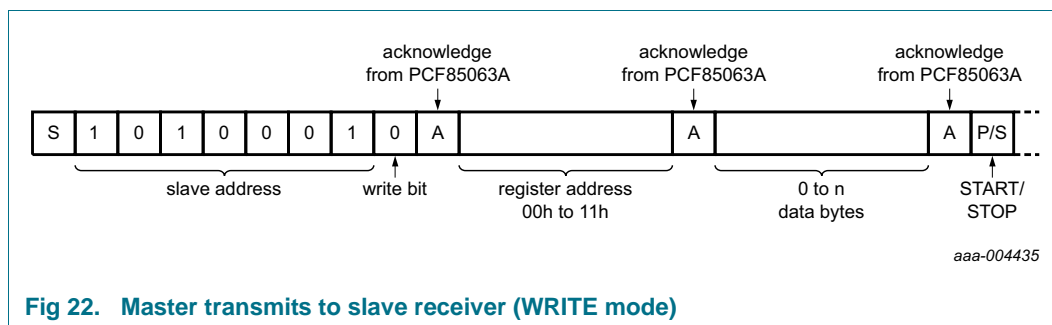 acknowledge
from PCF85063A
acknowledge
from PCF85063A
acknowledge
from PCF85063A
S 1 0 1 0 0 0 1 0 A A A P/S
slave address
write bit
register address
00h to 11h
0 to n
data bytes
START/
STOP
aaa-004435
Fig 22. Master transmits to slave receiver (WRITE mode)